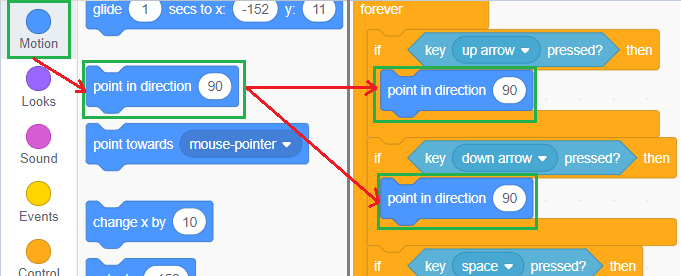 glide 1 secs to x: -152 y: 11
Motion
Looks
Sound
Events
Control
point in direction 90
point towards mouse-pointer
change x by 10
forever
if key up arrow pressed? then
point in direction 90
if key down arrow pressed? then
point in direction 90
if key space pressed? then